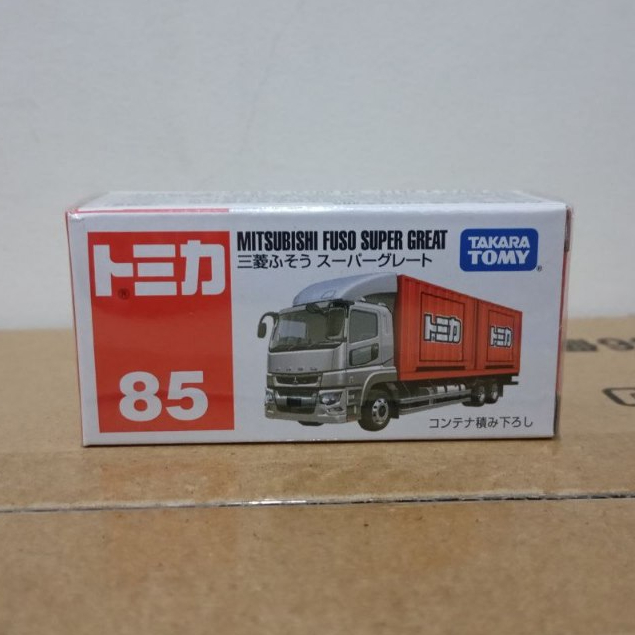 トミカ
85
MITSUBISHI FUSO SUPER GREAT
三菱ふそう スーパーグレート
TAKARA
TOMY
トミカ
トミカ
コンテナ積み下ろし